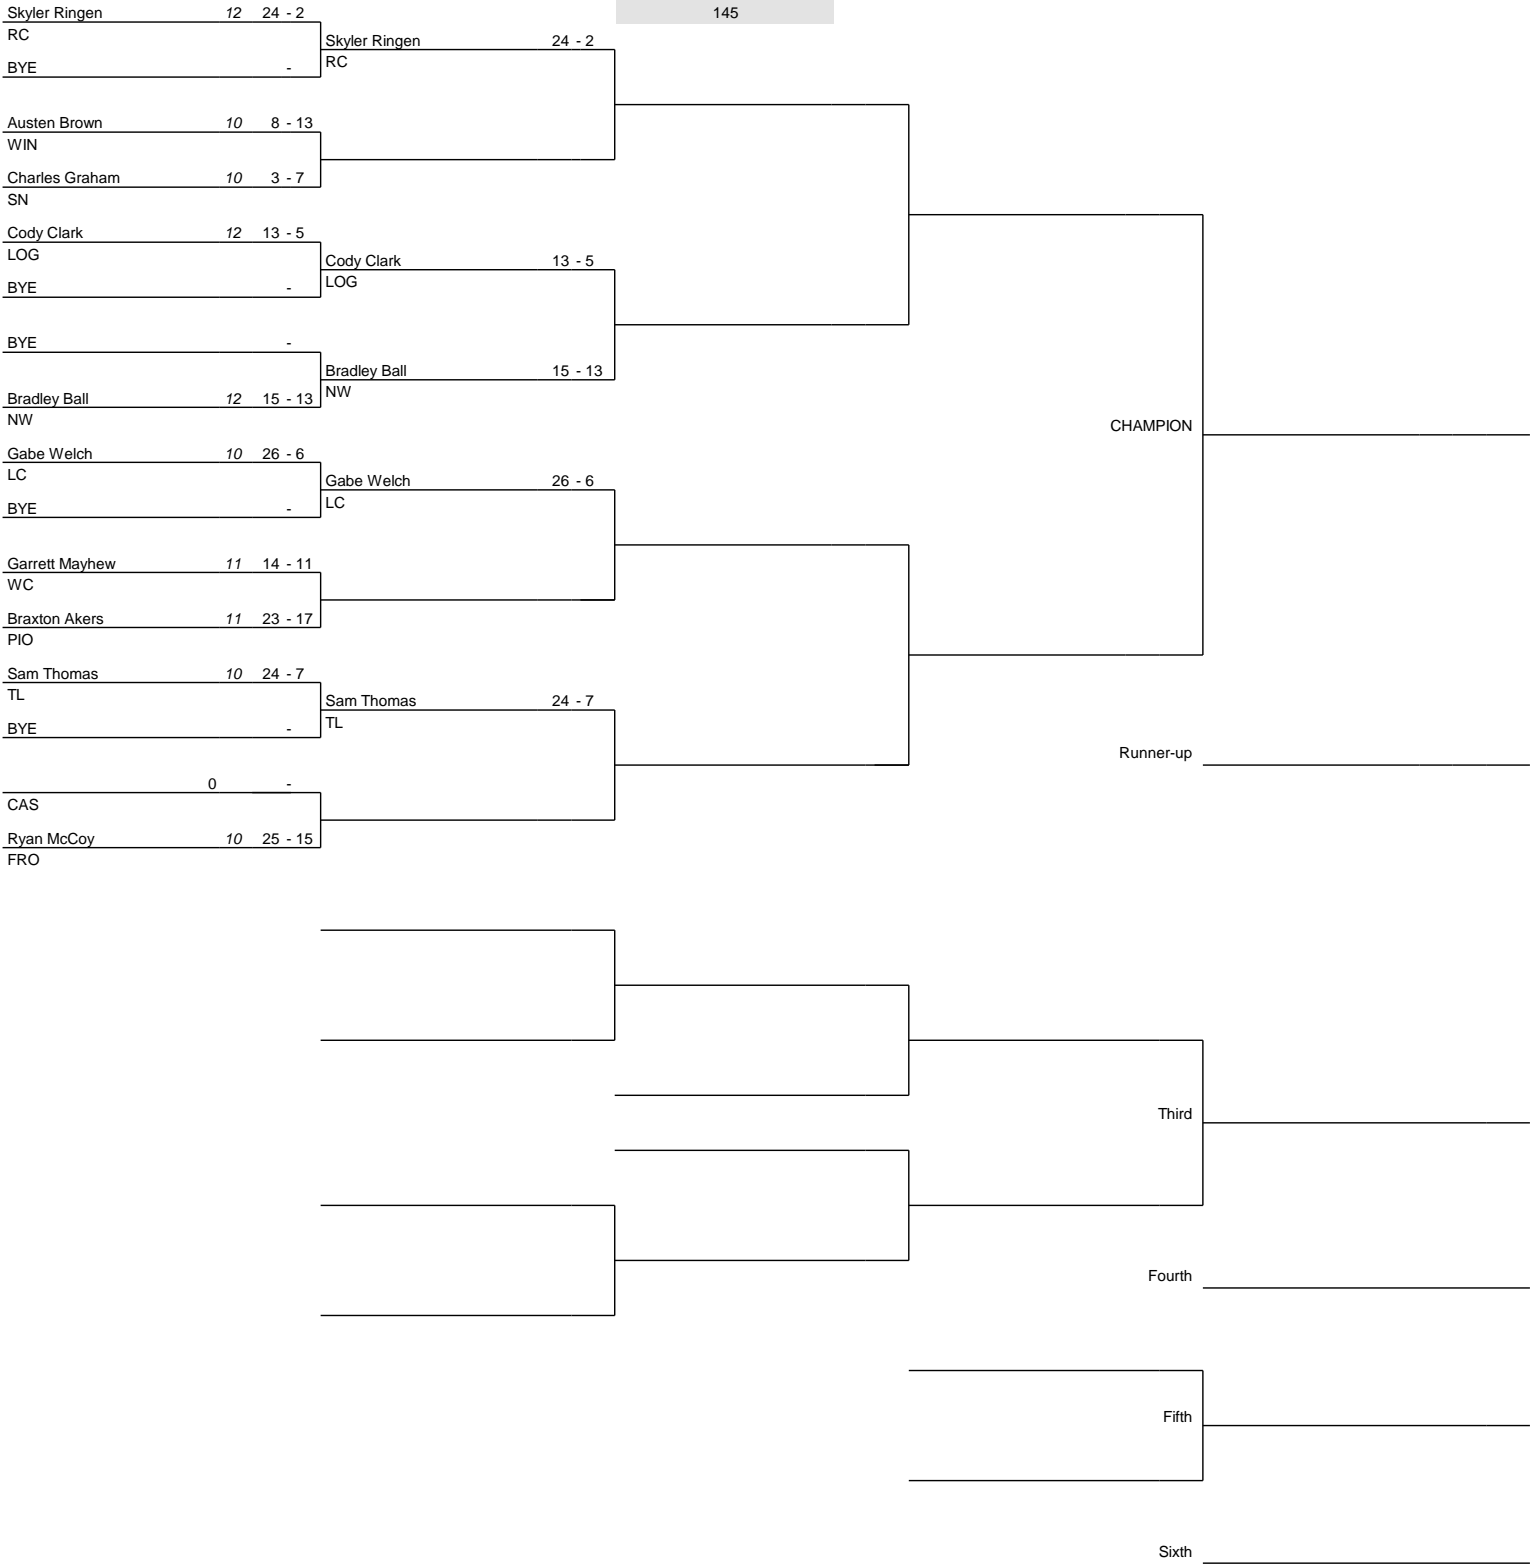 Skyler Ringen 12 24 - 2
145
RC
Skyler Ringen 24 - 2
RC
BYE -
Austen Brown 10 8 - 13
WIN
Charles Graham 10 3 - 7
SN
Cody Clark 12 13 - 5
LOG
Cody Clark 13 - 5
LOG
BYE -
BYE -
Bradley Ball 15 - 13
NW
Bradley Ball 12 15 - 13
NW
CHAMPION
Gabe Welch 10 26 - 6
LC
Gabe Welch 26 - 6
LC
BYE -
Garrett Mayhew 11 14 - 11
WC
Braxton Akers 11 23 - 17
PIO
Sam Thomas 10 24 - 7
TL
Sam Thomas 24 - 7
TL
BYE -
Runner-up
0 -
CAS
Ryan McCoy 10 25 - 15
FRO
Third
Fourth
Fifth
Sixth